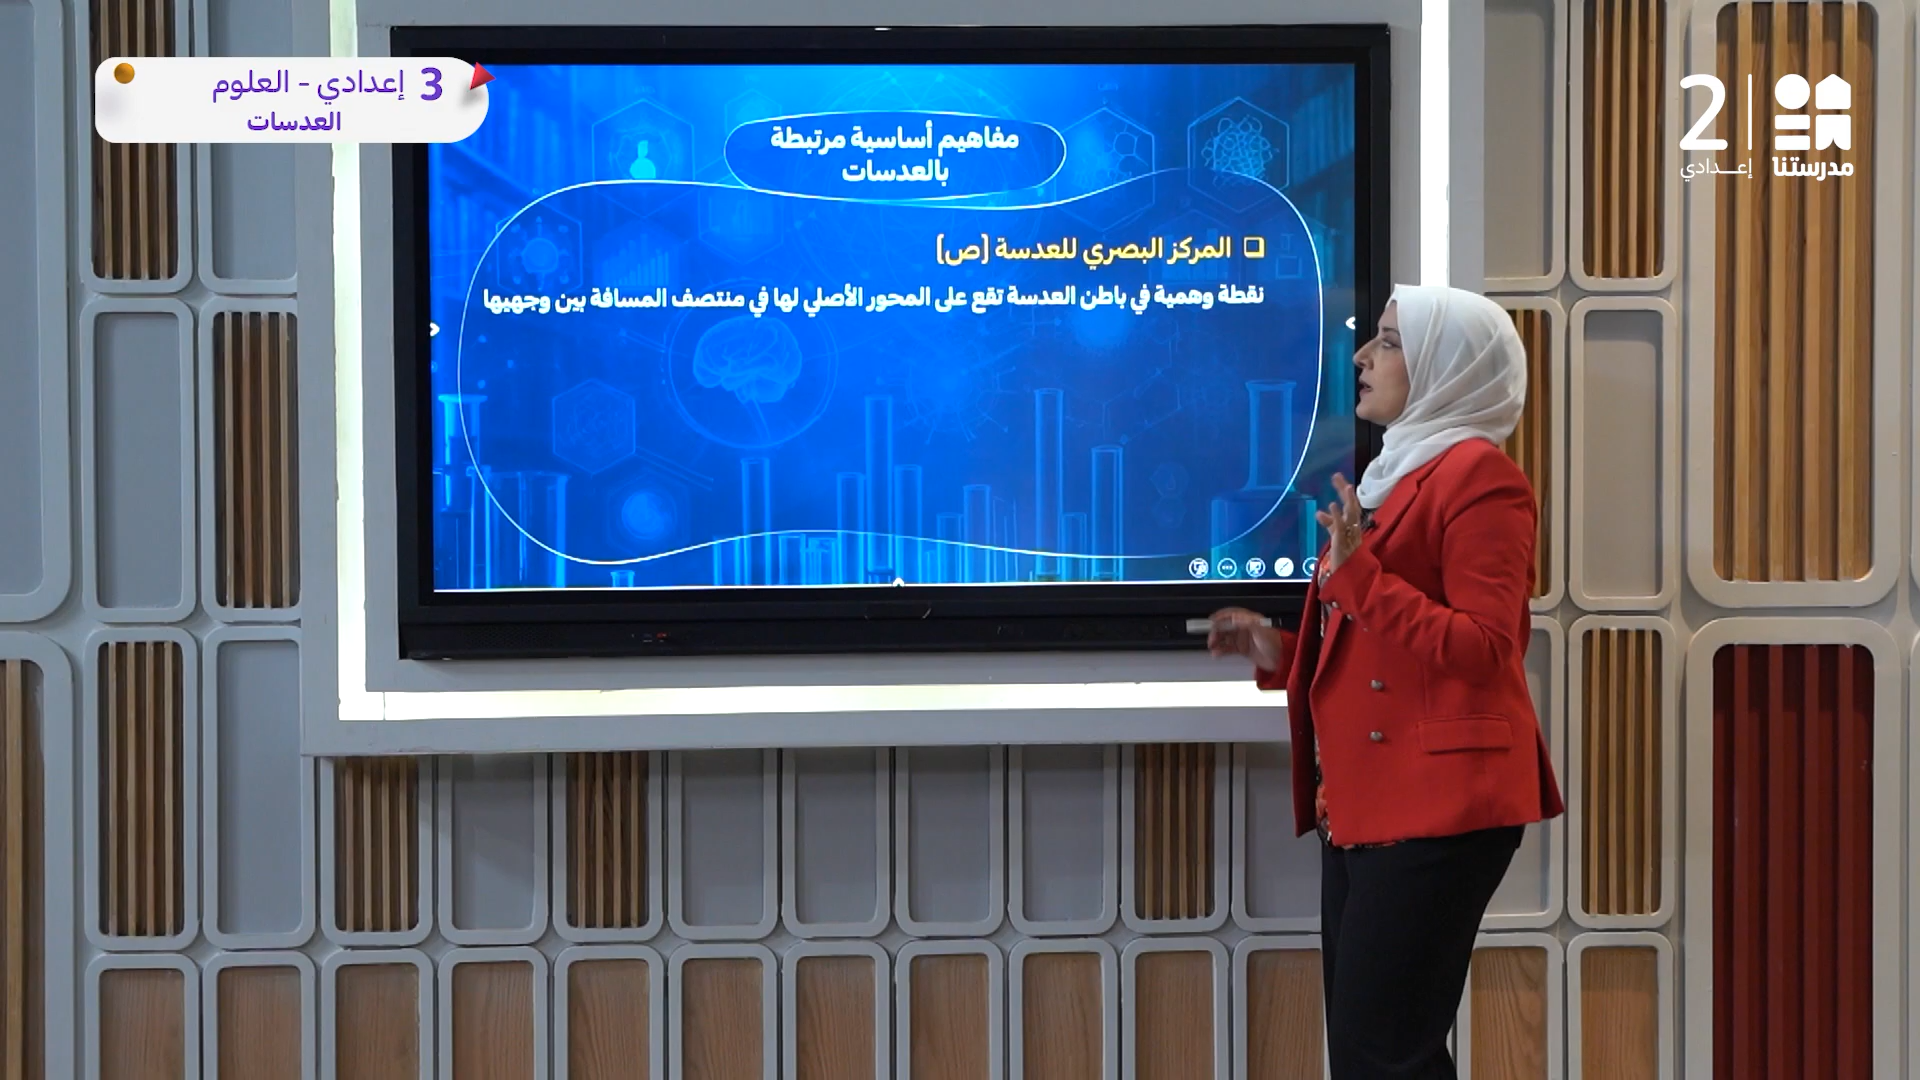 3 إعدادي - العلوم
العدسات
مفاهيم أساسية مرتبطة
بالعدسات
❑ المركز البصري للعدسة (ص)
نقطة وهمية في باطن العدسة تقع على المحور الأصلي لها في منتصف المسافة بين وجهيها
2
إعــدادي
مدرستنا